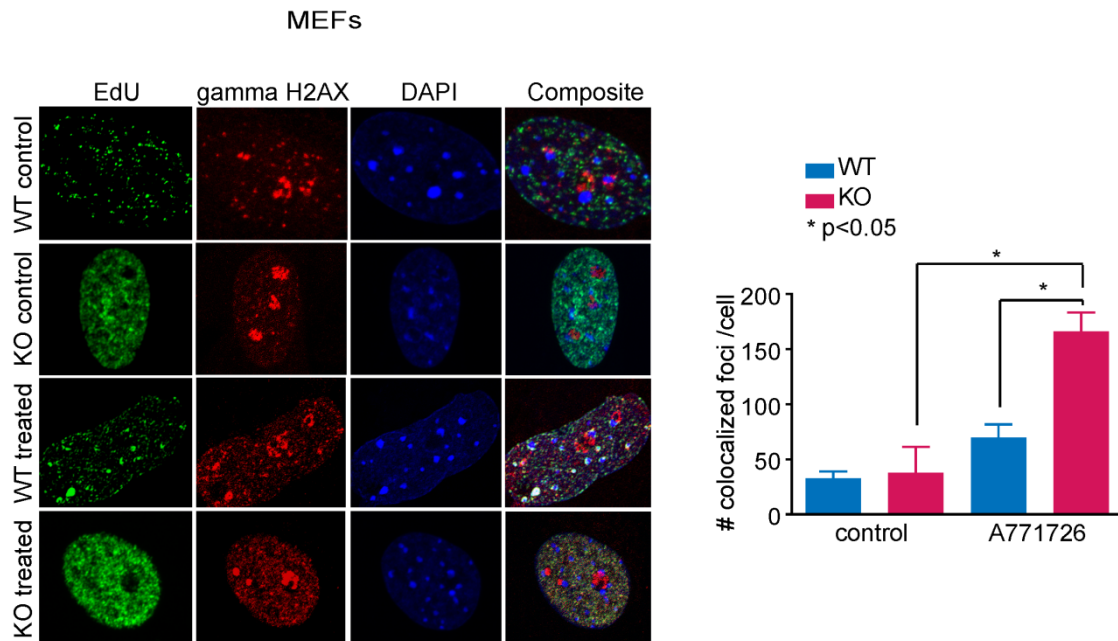 MEFs
EdU gamma H2AX DAPI Composite
WT control
KO control
WT treated
KO treated
WT
KO
* p<0.05
*
*
# colocalized foci /cell
200
150
100
50
0
control A771726